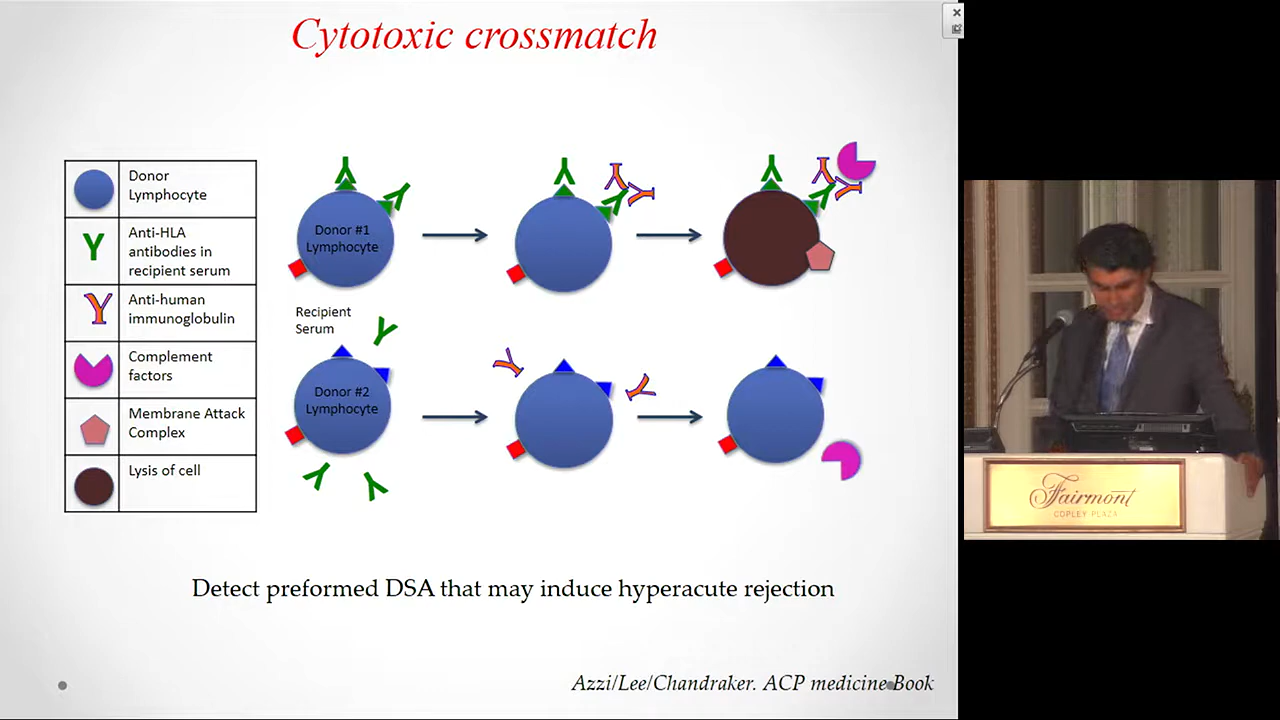 Cytotoxic crossmatch
Donor
Lymphocyte
Anti-HLA
antibodies in
recipient serum
Anti-human
immunoglobulin
Complement
factors
Membrane Attack
Complex
Lysis of cell
Donor #1
Lymphocyte
Recipient
Serum
Donor #2
Lymphocyte
Detect preformed DSA that may induce hyperacute rejection
Azzi/Lee/Chandraker. ACP medicine Book
Fairmont
COPLEY PLAZA